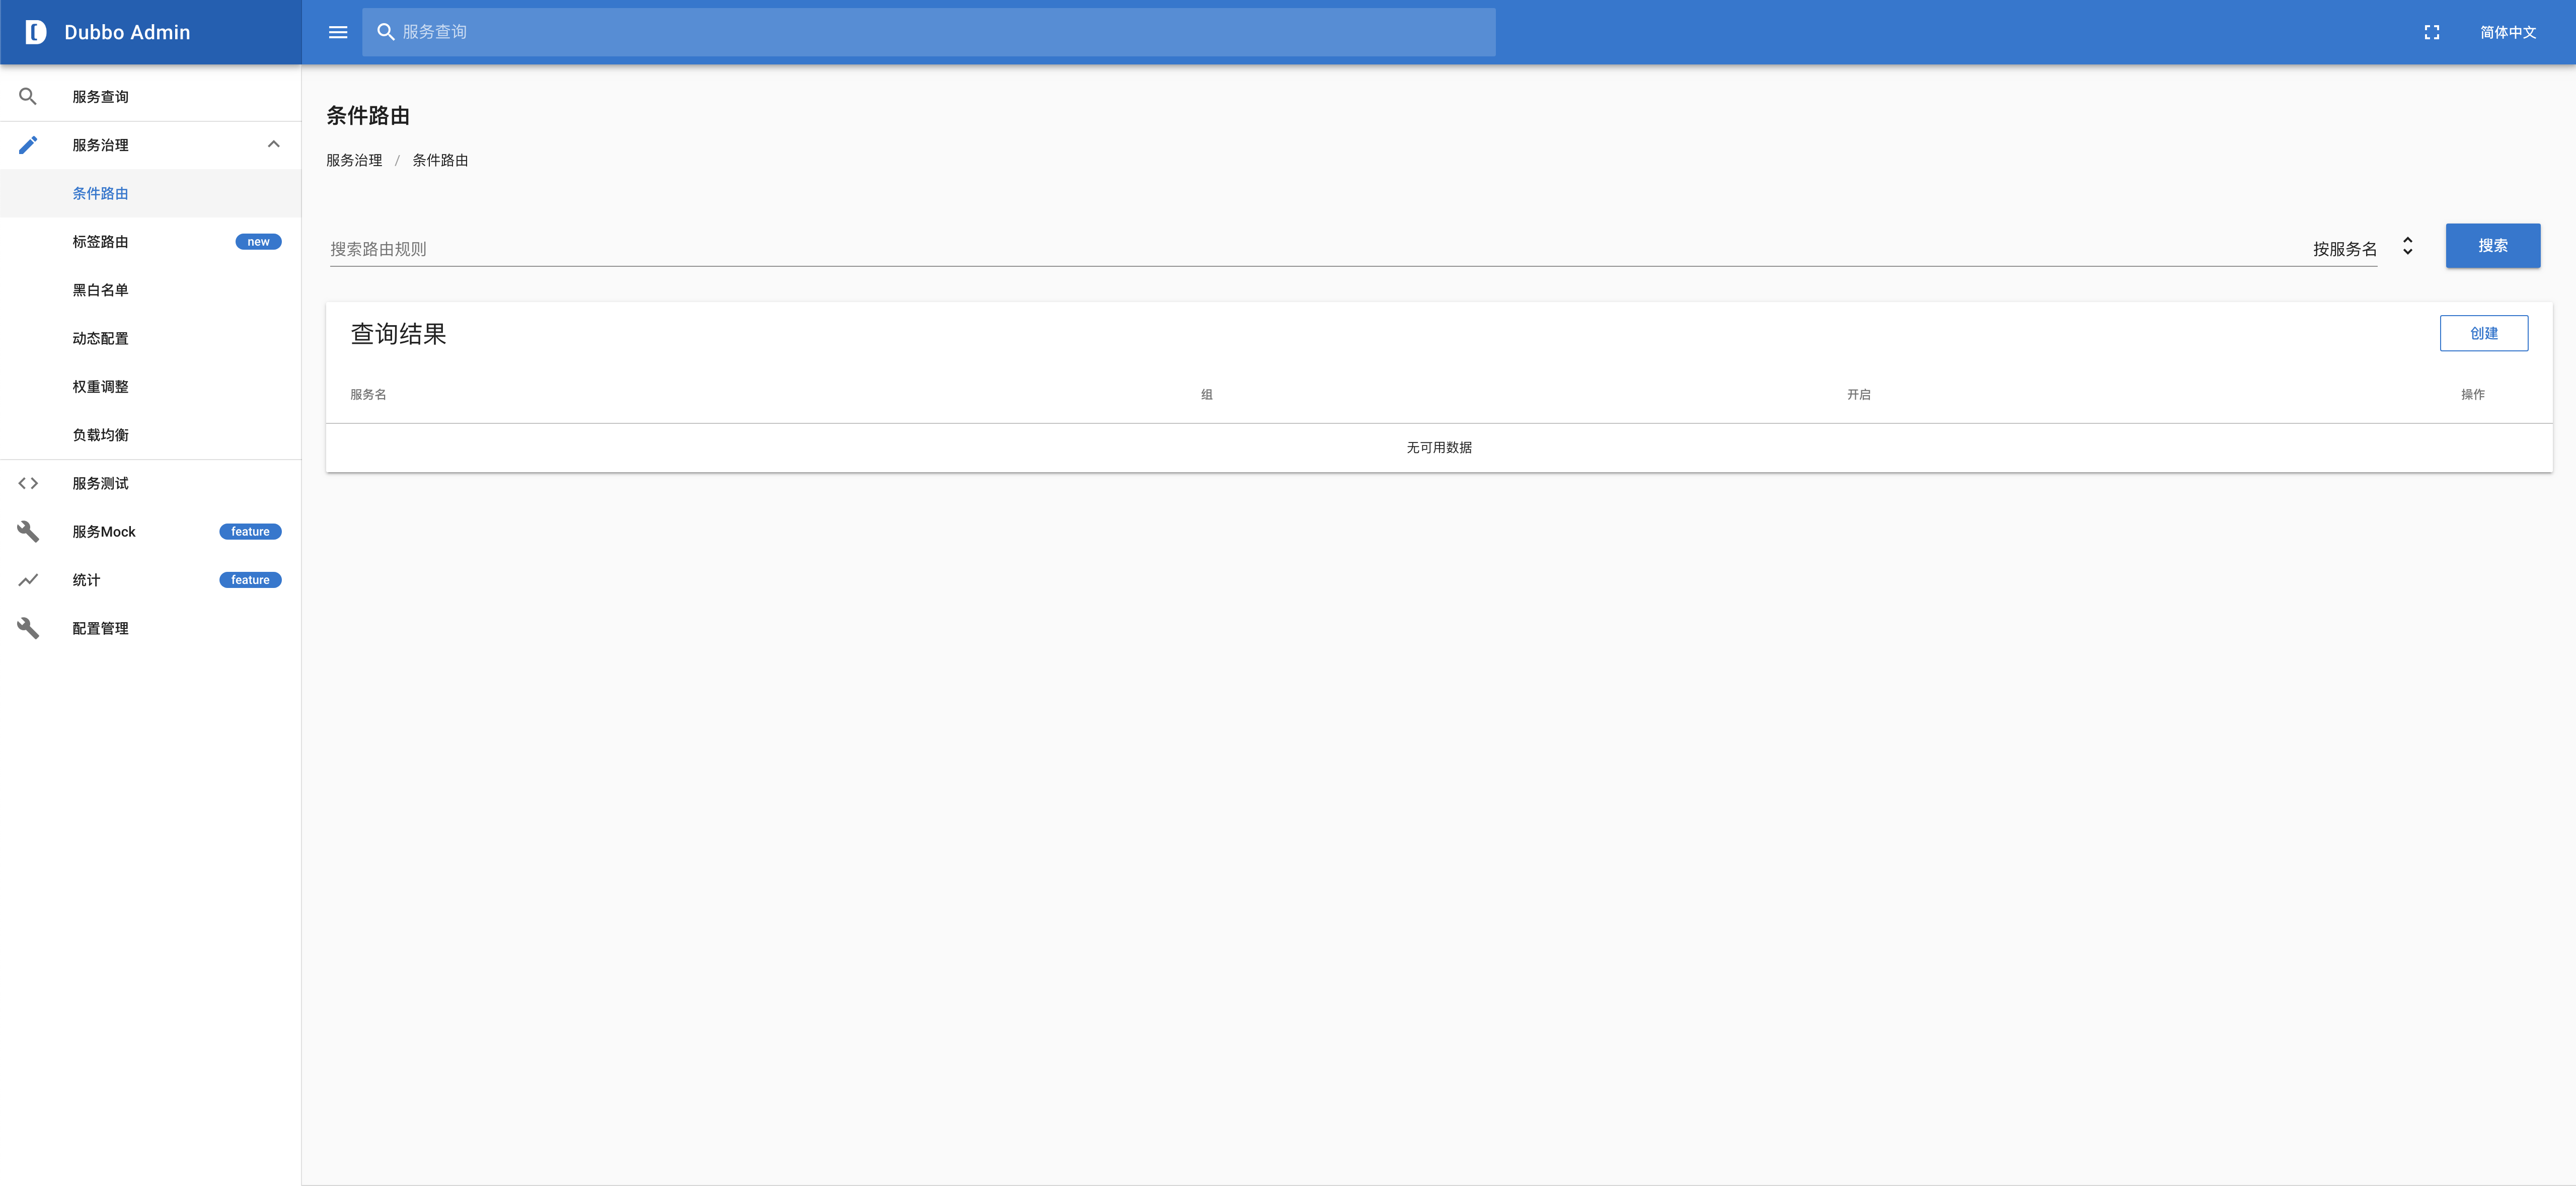 Dubbo Admin
服务查询
简体中文
服务查询
服务治理
条件路由
标签路由 new
黑白名单
动态配置
权重调整
负载均衡
服务测试
服务Mock feature
统计 feature
配置管理
条件路由
服务治理 / 条件路由
搜索路由规则 按服务名 搜索
查询结果 创建
服务名 组 开启 操作
无可用数据